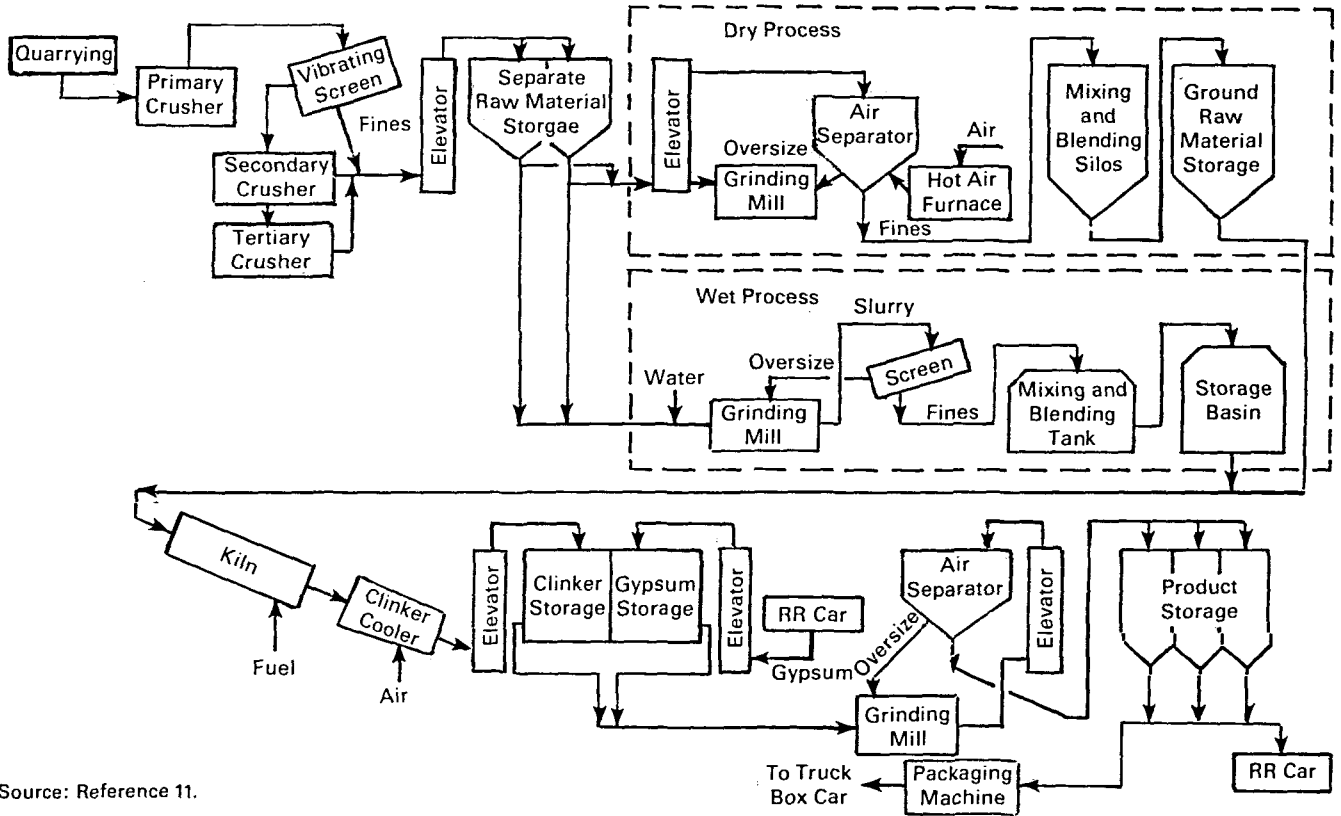 Quarrying
Primary
Crusher
Vibrating
Screen
Fines
Secondary
Crusher
Tertiary
Crusher
Elevator
Separate
Raw Material
Storgae
Dry Process
Elevator
Oversize
Grinding
Mill
Air
Separator
Air
Hot Air
Furnace
Fines
Mixing
and
Blending
Silos
Ground
Raw
Material
Storage
Wet Process
Water
Oversize
Grinding
Mill
Slurry
Screen
Fines
Mixing and
Blending
Tank
Storage
Basin
Kiln
Fuel
Clinker
Cooler
Air
Elevator
Clinker
Storage
Gypsum
Storage
Elevator
RR Car
Gypsum
Oversize
Air
Separator
Elevator
Grinding
Mill
Product
Storage
RR Car
Packaging
Machine
To Truck
Box Car
Source: Reference 11.